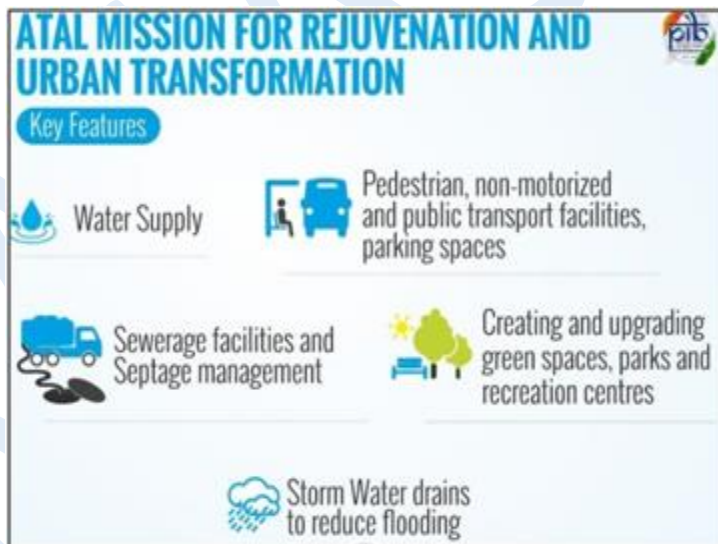 ATAL MISSION FOR REJUVENATION AND
URBAN TRANSFORMATION
pib
Key Features
Water Supply
Pedestrian, non-motorized
and public transport facilities,
parking spaces
Sewerage facilities and
Septage management
Creating and upgrading
green spaces, parks and
recreation centres
Storm Water drains
to reduce flooding